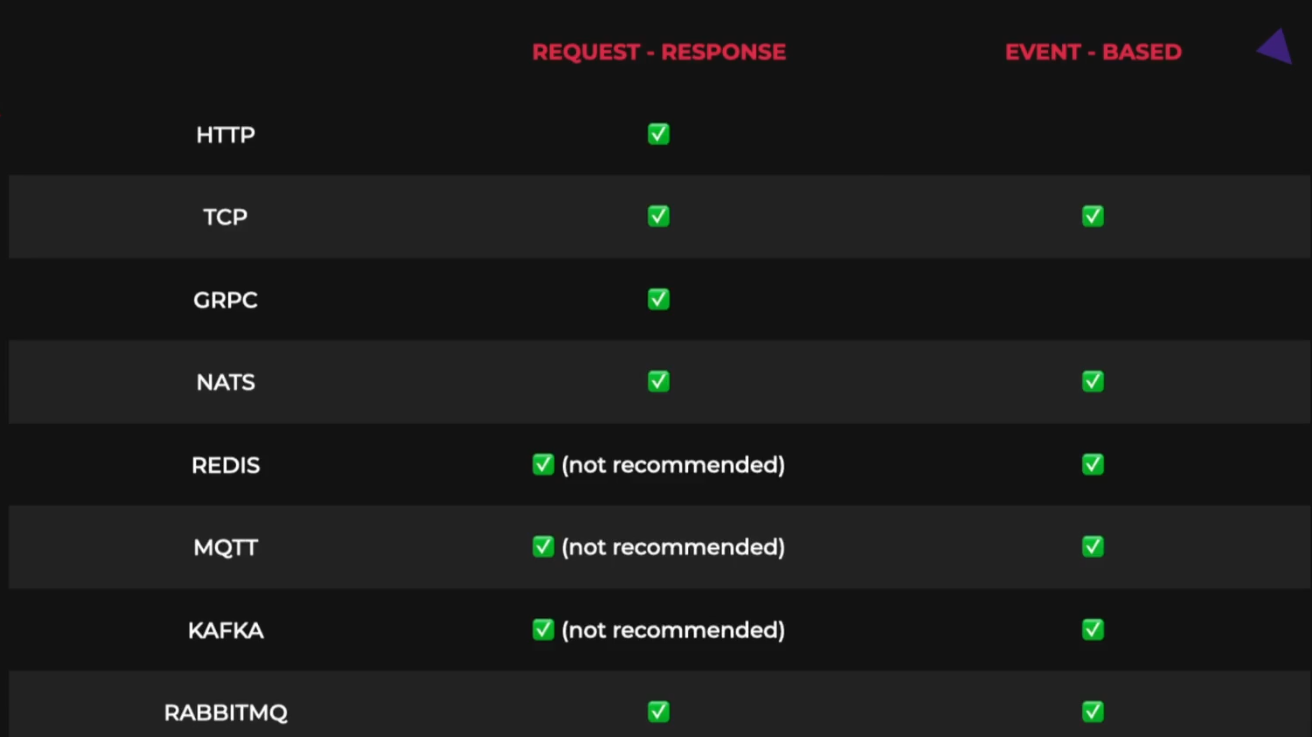 REQUEST - RESPONSE EVENT - BASED
HTTP ✅
TCP ✅ ✅
GRPC ✅
NATS ✅ ✅
REDIS ✅ (not recommended) ✅
MQTT ✅ (not recommended) ✅
KAFKA ✅ (not recommended) ✅
RABBITMQ ✅ ✅